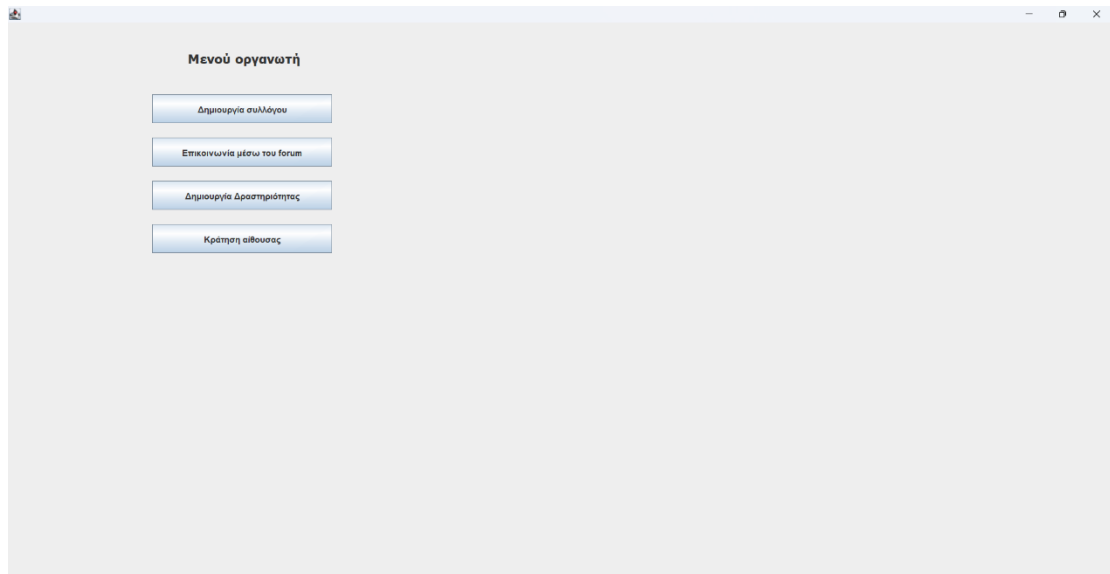 Μενού οργανωτή
Δημιουργία συλλόγου
Επικοινωνία μέσω του forum
Δημιουργία Δραστηριότητας
Κράτηση αίθουσας